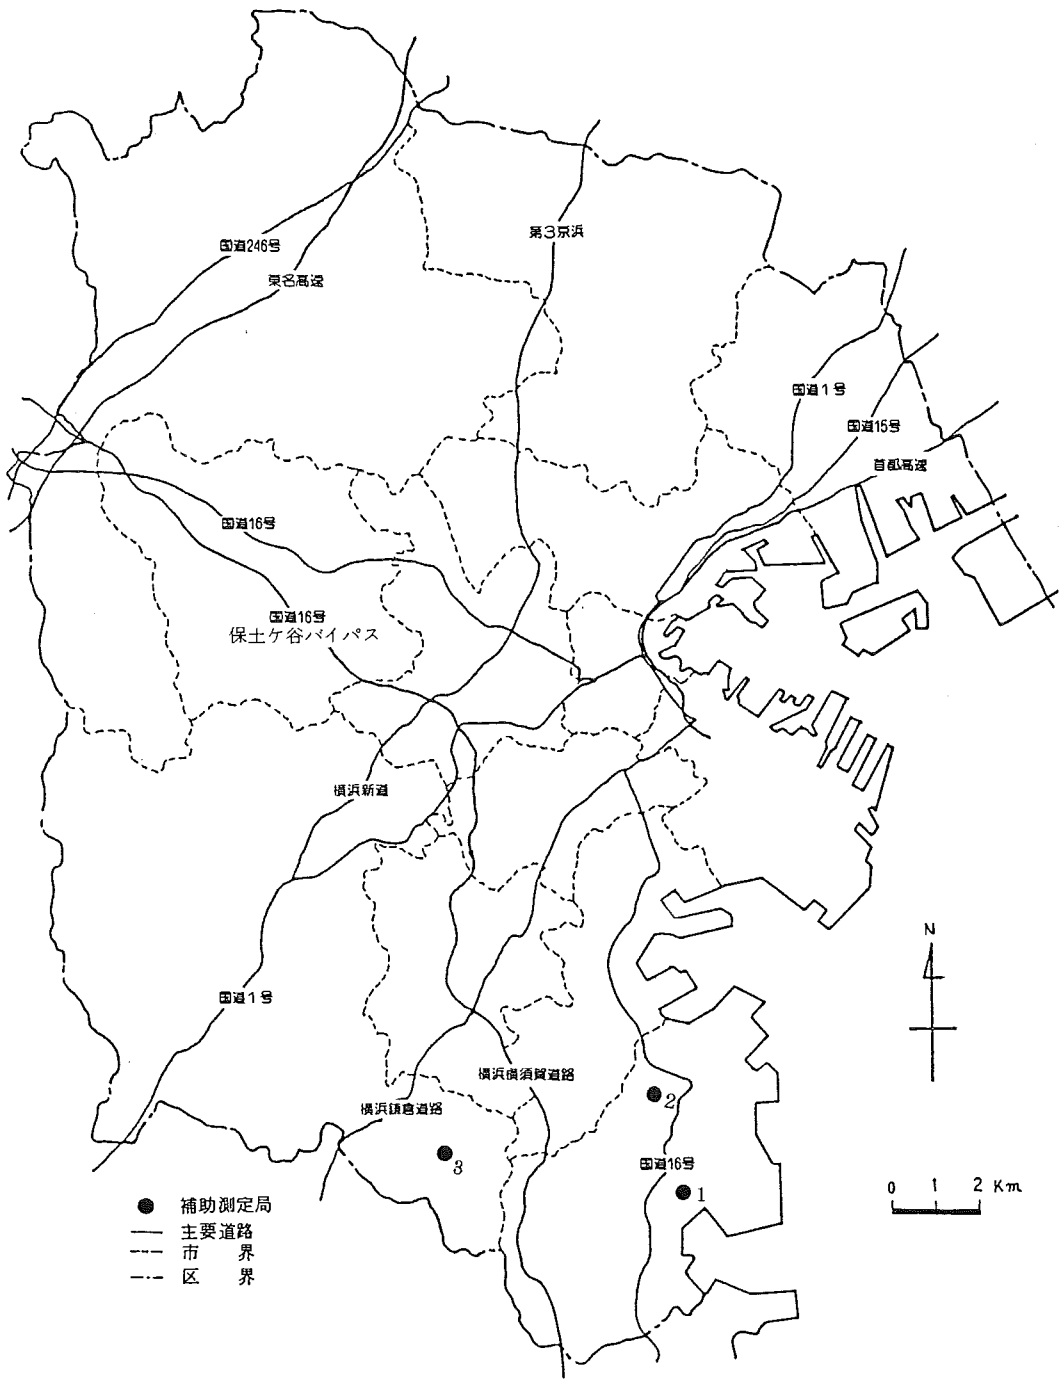 国道246号
東名高速
第3京浜
国道1号
国道15号
首都高速
国道16号
国道16号
保土ケ谷バイパス
横浜新道
N
国道1号
横浜横須賀道路
横浜鎌倉道路
2
3
国道16号
1
0 1 2 Km
補助測定局
主要道路
市 界
区 界